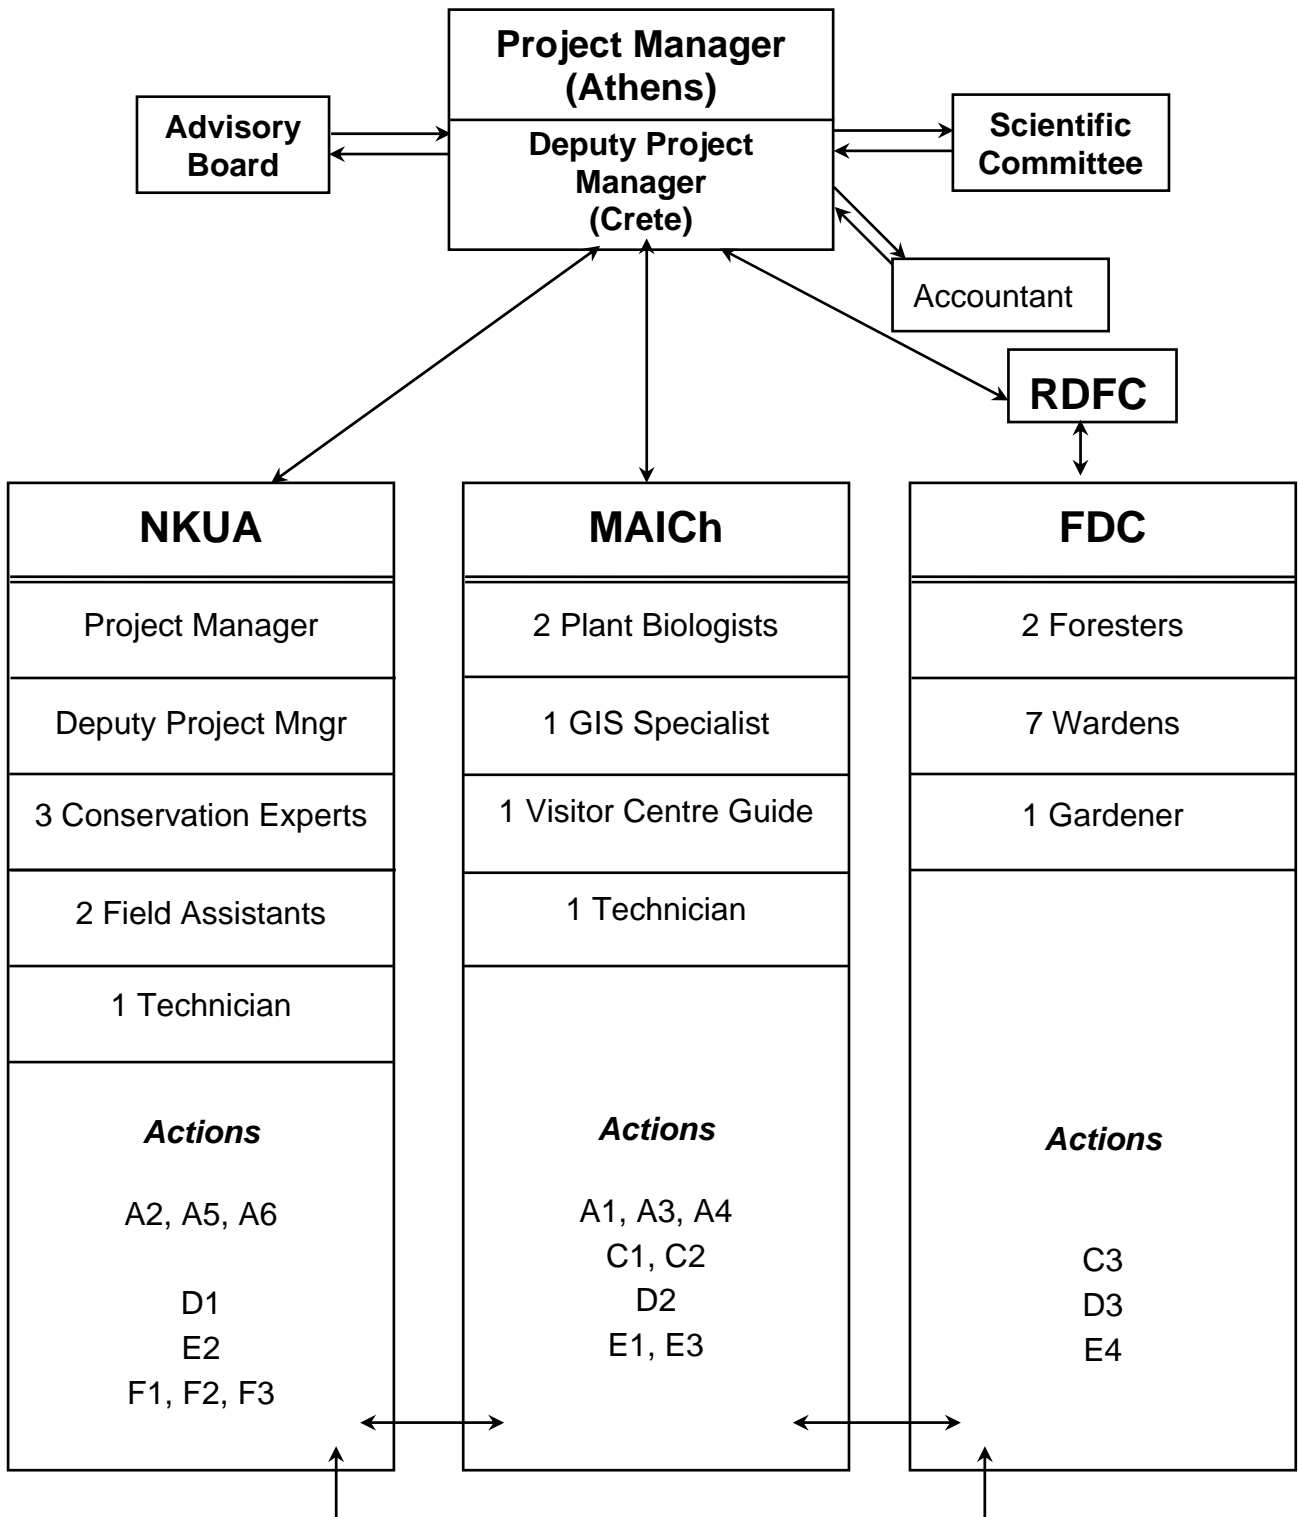 Project Manager
(Athens)
Advisory
Board
Deputy Project
Manager
(Crete)
Scientific
Committee
Accountant
RDFC
NKUA
Project Manager
Deputy Project Mngr
3 Conservation Experts
2 Field Assistants
1 Technician
Actions
A2, A5, A6
D1
E2
F1, F2, F3
MAICh
2 Plant Biologists
1 GIS Specialist
1 Visitor Centre Guide
1 Technician
Actions
A1, A3, A4
C1, C2
D2
E1, E3
FDC
2 Foresters
7 Wardens
1 Gardener
Actions
C3
D3
E4